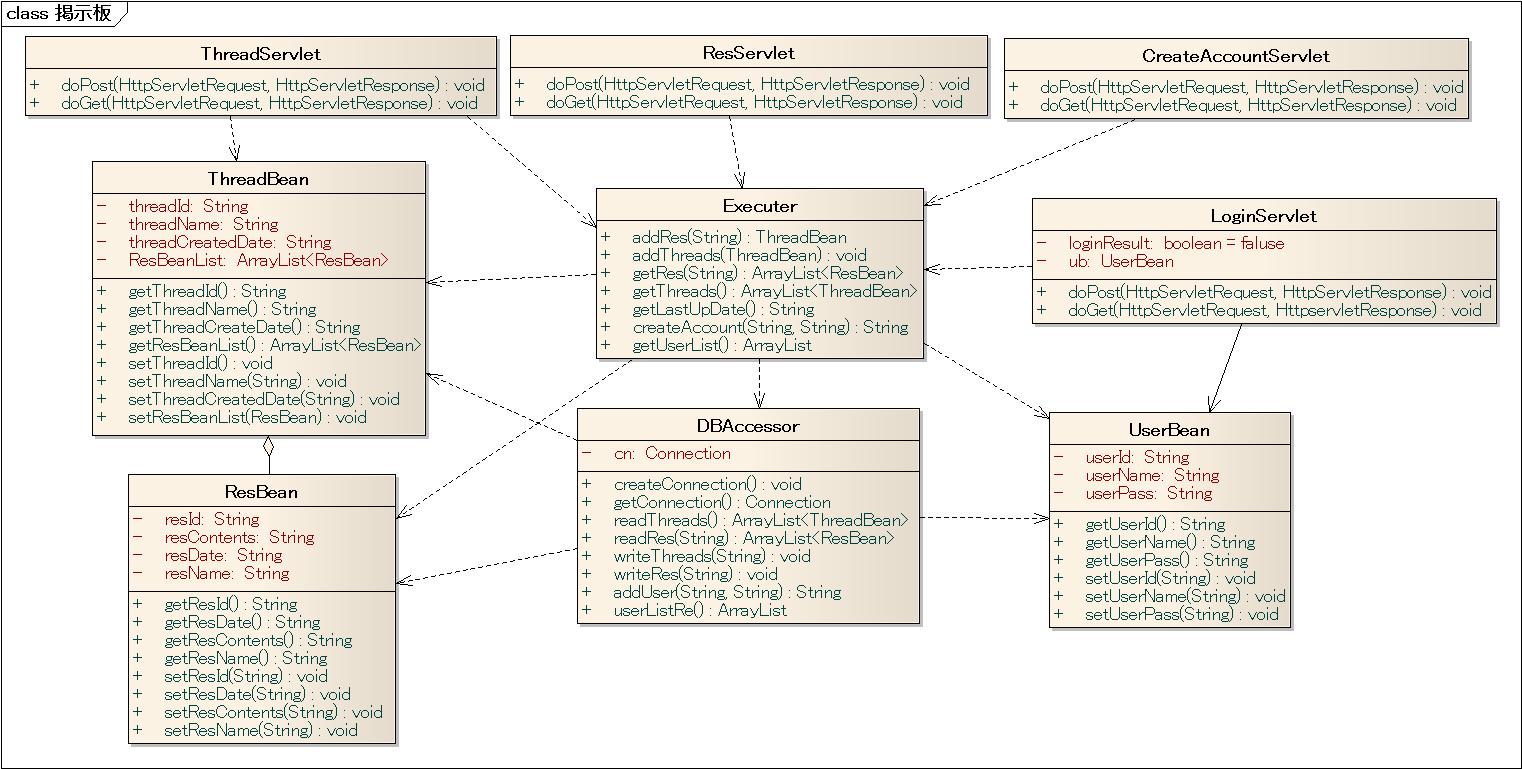 class 掲示板
ThreadServlet
+ doPost(HttpServletRequest, HttpServletResponse) : void
+ doGet(HttpServletRequest, HttpServletResponse) : void
ResServlet
+ doPost(HttpServletRequest, HttpServletResponse) : void
+ doGet(HttpServletRequest, HttpServletResponse) : void
CreateAccountServlet
+ doPost(HttpServletRequest, HttpServletResponse) : void
+ doGet(HttpServletRequest, HttpServletResponse) : void
ThreadBean
- threadId: String
- threadName: String
- threadCreatedDate: String
- ResBeanList: ArrayList<ResBean>
+ getThreadId() : String
+ getThreadName() : String
+ getThreadCreateDate() : String
+ getResBeanList() : ArrayList<ResBean>
+ setThreadId() : void
+ setThreadName(String) : void
+ setThreadCreatedDate(String) : void
+ setResBeanList(ResBean) : void
Executer
+ addRes(String) : ThreadBean
+ addThreads(ThreadBean) : void
+ getRes(String) : ArrayList<ResBean>
+ getThreads() : ArrayList<ThreadBean>
+ getLastUpDate() : String
+ createAccount(String, String) : String
+ getUserList() : ArrayList
LoginServlet
- loginResult: boolean = faluse
- ub: UserBean
+ doPost(HttpServletRequest, HttpServletResponse) : void
+ doGet(HttpServletRequest, HttpservletResponse) : void
ResBean
- resId: String
- resContents: String
- resDate: String
- resName: String
+ getResId() : String
+ getResDate() : String
+ getResContents() : String
+ getResName() : String
+ setResId(String) : void
+ setResDate(String) : void
+ setResContents(String) : void
+ setResName(String) : void
DBAccessor
- cn: Connection
+ createConnection() : void
+ getConnection() : Connection
+ readThreads() : ArrayList<ThreadBean>
+ readRes(String) : ArrayList<ResBean>
+ writeThreads(String) : void
+ writeRes(String) : void
+ addUser(String, String) : String
+ userListRe() : ArrayList
UserBean
- userId: String
- userName: String
- userPass: String
+ getUserId() : String
+ getUserName() : String
+ getUserPass() : String
+ setUserId(String) : void
+ setUserName(String) : void
+ setUserPass(String) : void